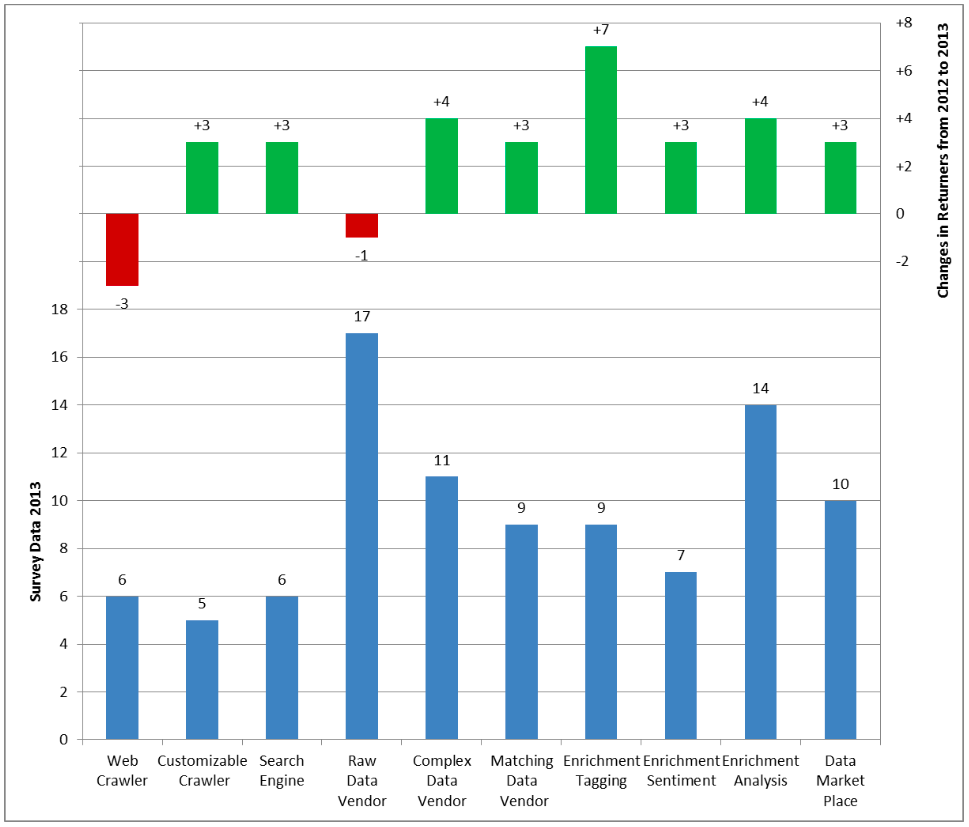 +8
+7
+6
+4
+4
+4
+3
+3
+3
+3
+3
+2
0
-1
-2
-3
Changes in Returners from 2012 to 2013
18
17
16
14
14
12
11
10
10
9
9
8
7
6
6
6
5
4
2
0
Survey Data 2013
Web
Crawler
Customizable
Crawler
Search
Engine
Raw
Data
Vendor
Complex
Data
Vendor
Matching
Data
Vendor
Enrichment
Tagging
Enrichment
Sentiment
Enrichment
Analysis
Data
Market
Place